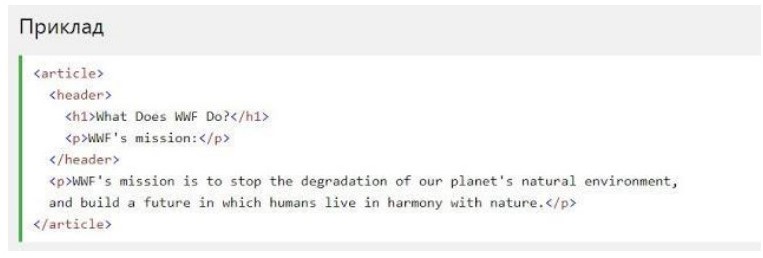 Приклад
<article>
<header>
<h1>What Does WWF Do?</h1>
<p>WWF's mission:</p>
</header>
<p>WWF's mission is to stop the degradation of our planet's natural environment,
and build a future in which humans live in harmony with nature.</p>
</article>